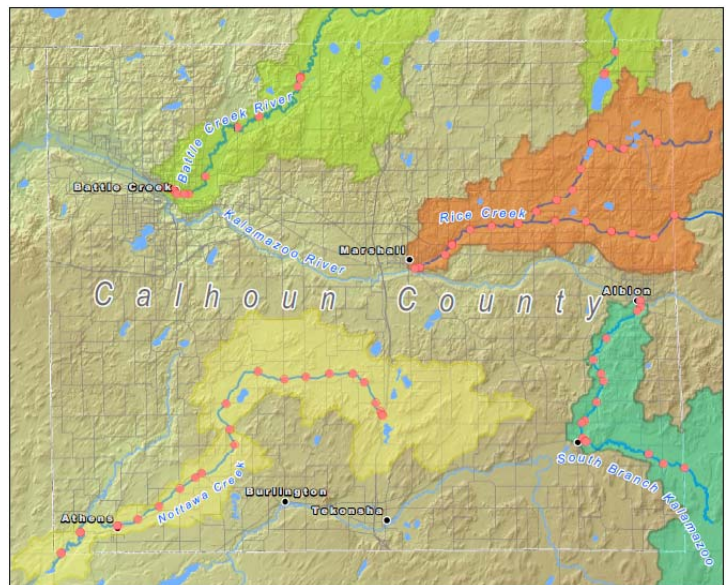 Battle Creek River
Battle Creek
Kalamazoo River
Rice Creek
Marshall
Calhoun County
Albion
South Branch Kalamazoo
Burlington
Tekonsha
Nottawa Creek
Athens